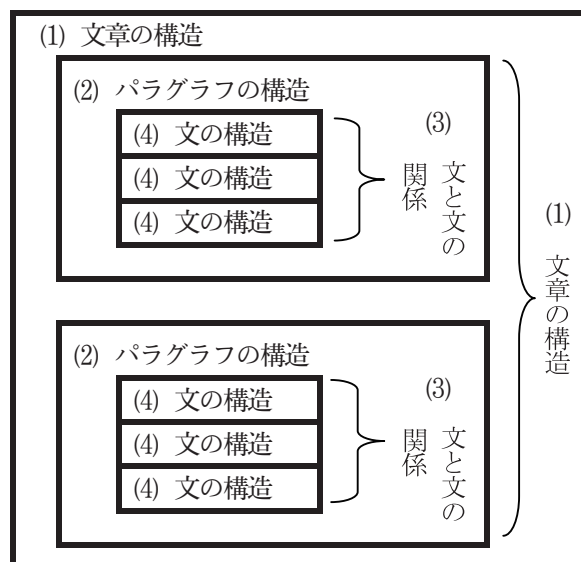 (1) 文章の構造
(2) パラグラフの構造
(4) 文の構造
(4) 文の構造
(4) 文の構造
(3)
文と文の
関係
(2) パラグラフの構造
(4) 文の構造
(4) 文の構造
(4) 文の構造
(3)
文と文の
関係
(1)
文章の構造